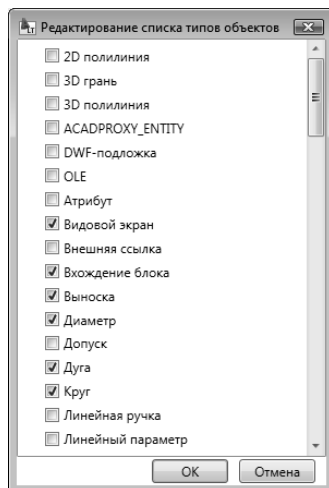 Редактирование списка типов объектов
2D полилиния
3D грань
3D полилиния
ACADPROXY_ENTITY
DWF-подложка
OLE
Атрибут
Видовой экран
Внешняя ссылка
Вхождение блока
Выноска
Диаметр
Допуск
Дуга
Круг
Линейная ручка
Линейный параметр
OK
Отмена